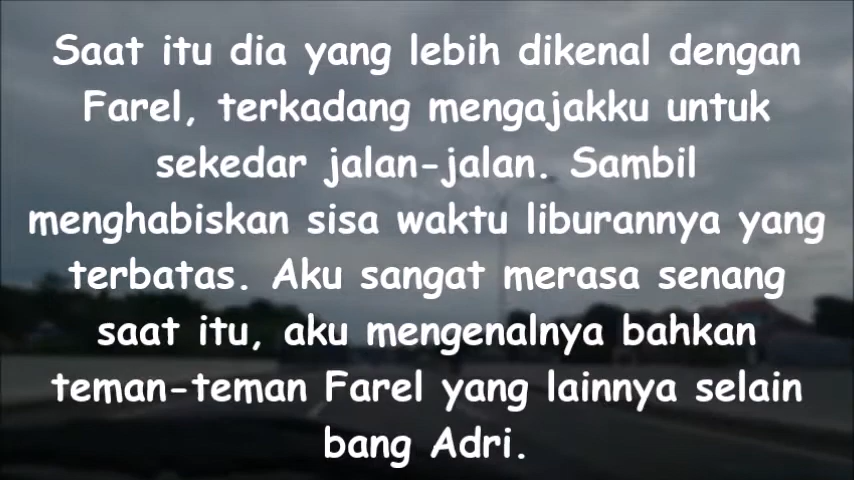 Saat itu dia yang lebih dikenal dengan
Farel, terkadang mengajakku untuk
sekedar jalan-jalan. Sambil
menghabiskan sisa waktu liburannya yang
terbatas. Aku sangat merasa senang
saat itu, aku mengenalnya bahkan
teman-teman Farel yang lainnya selain
bang Adri.